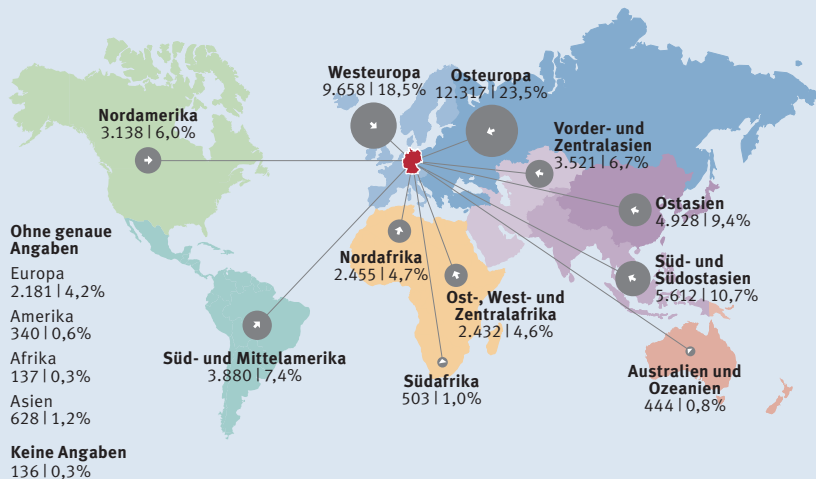 Westeuropa
9.658 | 18,5%
Osteuropa
12.317 | 23,5%
Nordamerika
3.138 | 6,0%
Vorder- und
Zentralasien
3.521 | 6,7%
Ostasien
4.928 | 9,4%
Ohne genaue
Angaben
Europa
2.181 | 4,2%
Amerika
340 | 0,6%
Afrika
137 | 0,3%
Asien
628 | 1,2%
Keine Angaben
136 | 0,3%
Nordafrika
2.455 | 4,7%
Süd- und
Südostasien
5.612 | 10,7%
Ost-, West- und
Zentralafrika
2.432 | 4,6%
Süd- und Mittelamerika
3.880 | 7,4%
Südafrika
503 | 1,0%
Australien und
Ozeanien
444 | 0,8%